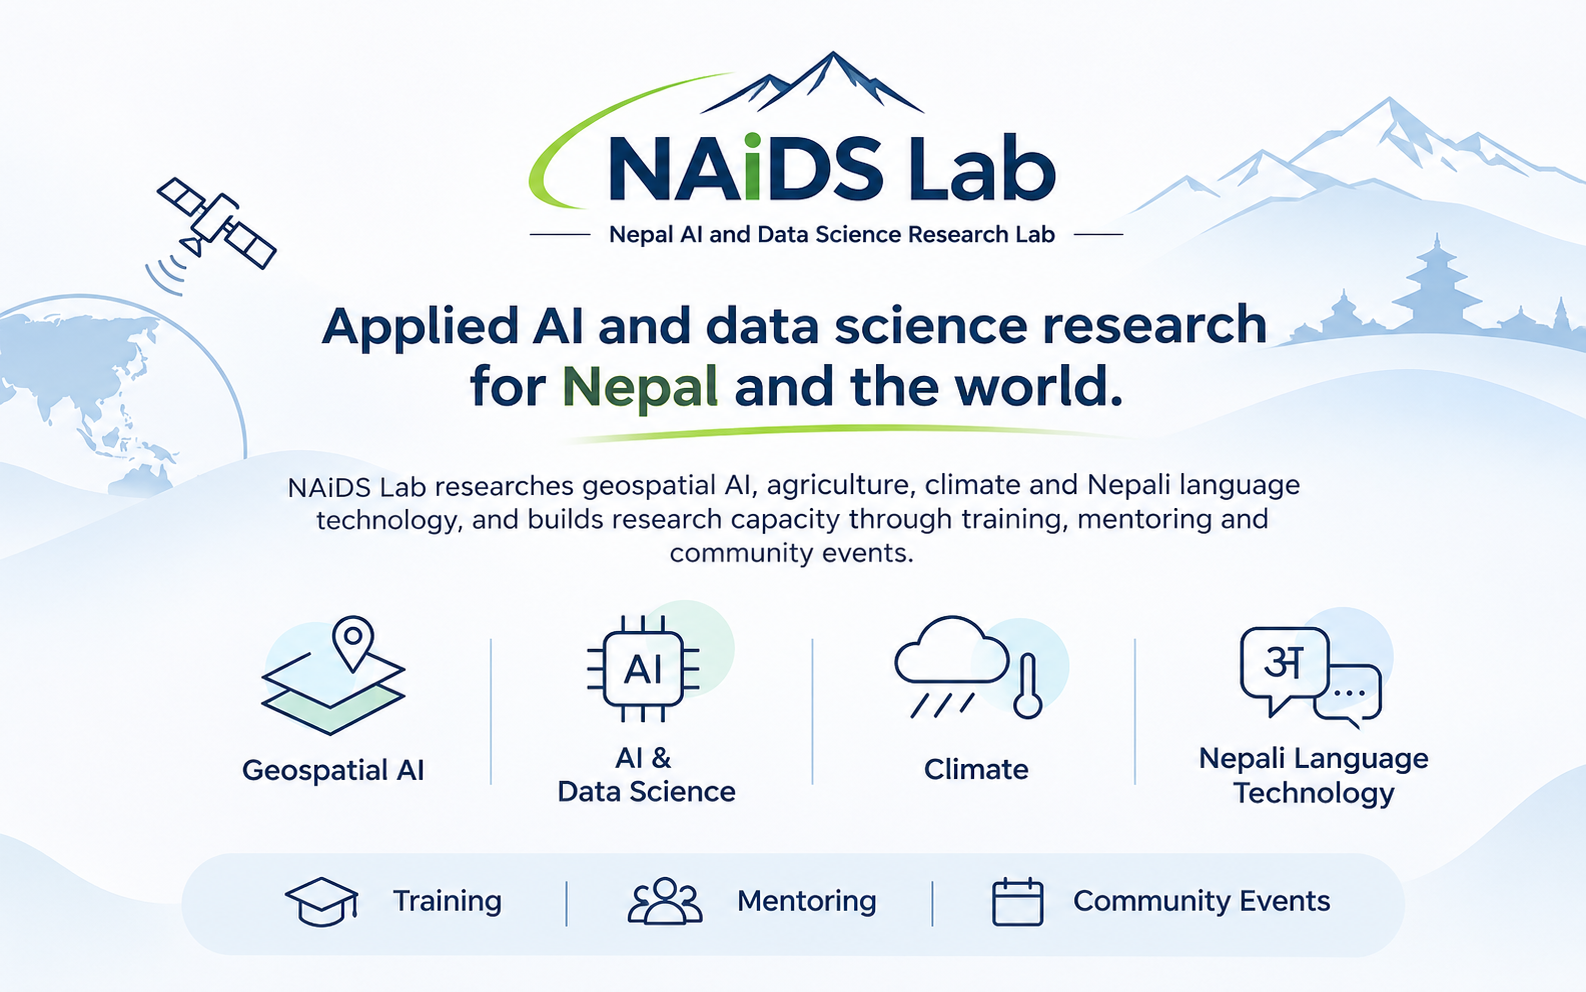 NAiDS Lab
Nepal AI and Data Science Research Lab
Applied AI and data science research
for Nepal and the world.
NAiDS Lab researches geospatial AI, agriculture, climate and Nepali language
technology, and builds research capacity through training, mentoring and
community events.
Geospatial AI
AI
AI &
Data Science
Climate
अ
Nepali Language
Technology
Training
Mentoring
Community Events